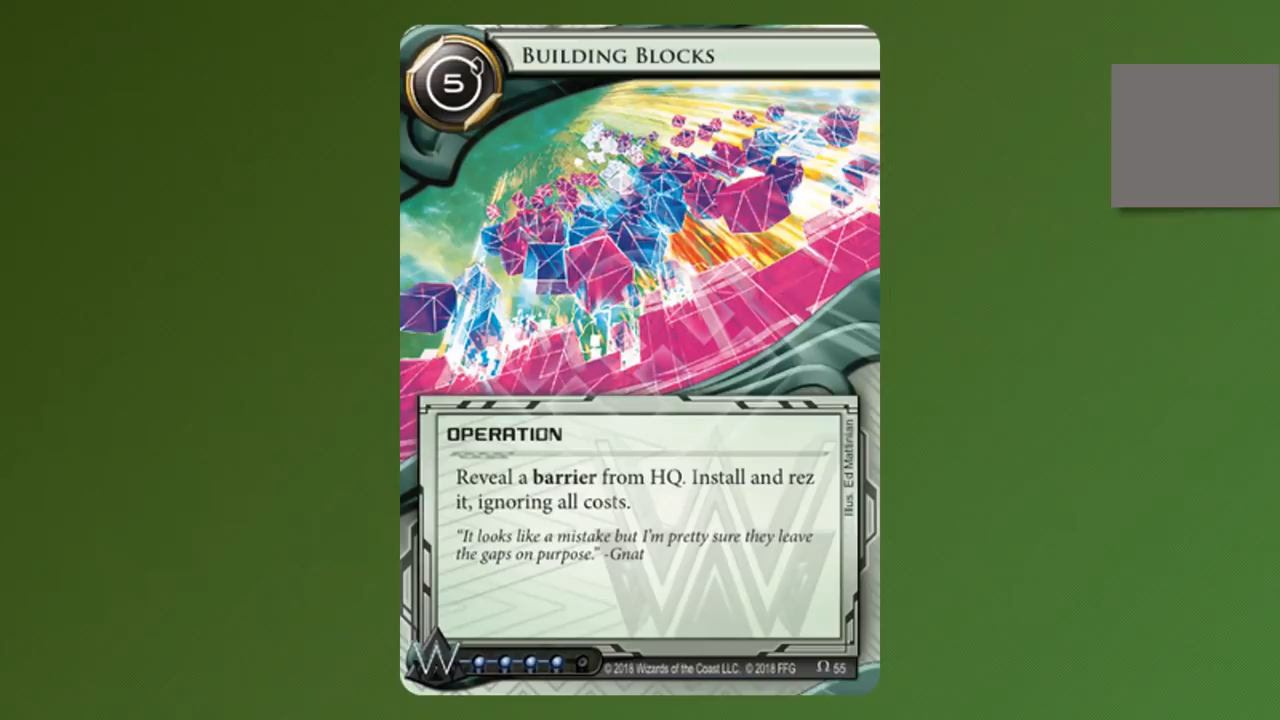 5
BUILDING BLOCKS
OPERATION
Reveal a barrier from HQ. Install and rez
it, ignoring all costs.
"It looks like a mistake but I'm pretty sure they leave
the gaps on purpose." -Gnat
Illus. Ed Mattinian
© 2018 Wizards of the Coast LLC. © 2018 FFG
Ω 55